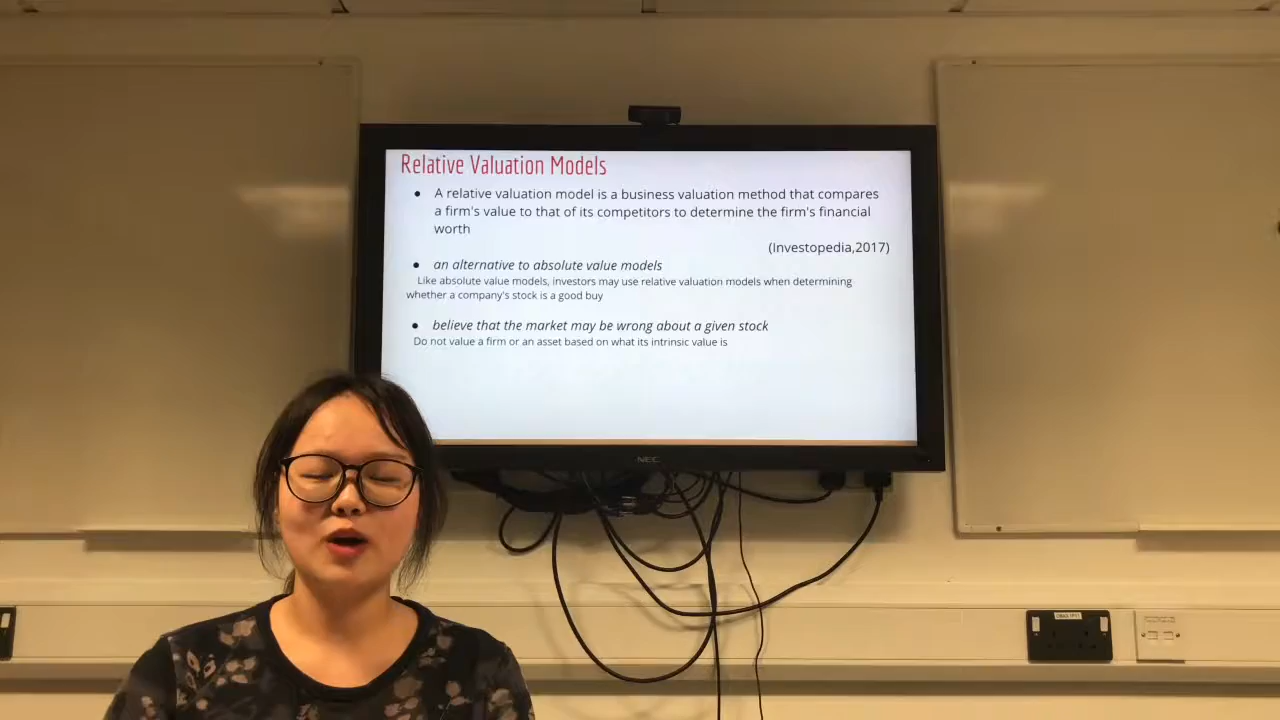 Relative Valuation Models
● A relative valuation model is a business valuation method that compares
a firm's value to that of its competitors to determine the firm's financial
worth
(Investopedia,2017)
● an alternative to absolute value models
Like absolute value models, investors may use relative valuation models when determining
whether a company's stock is a good buy
● believe that the market may be wrong about a given stock
Do not value a firm or an asset based on what its intrinsic value is
NEC